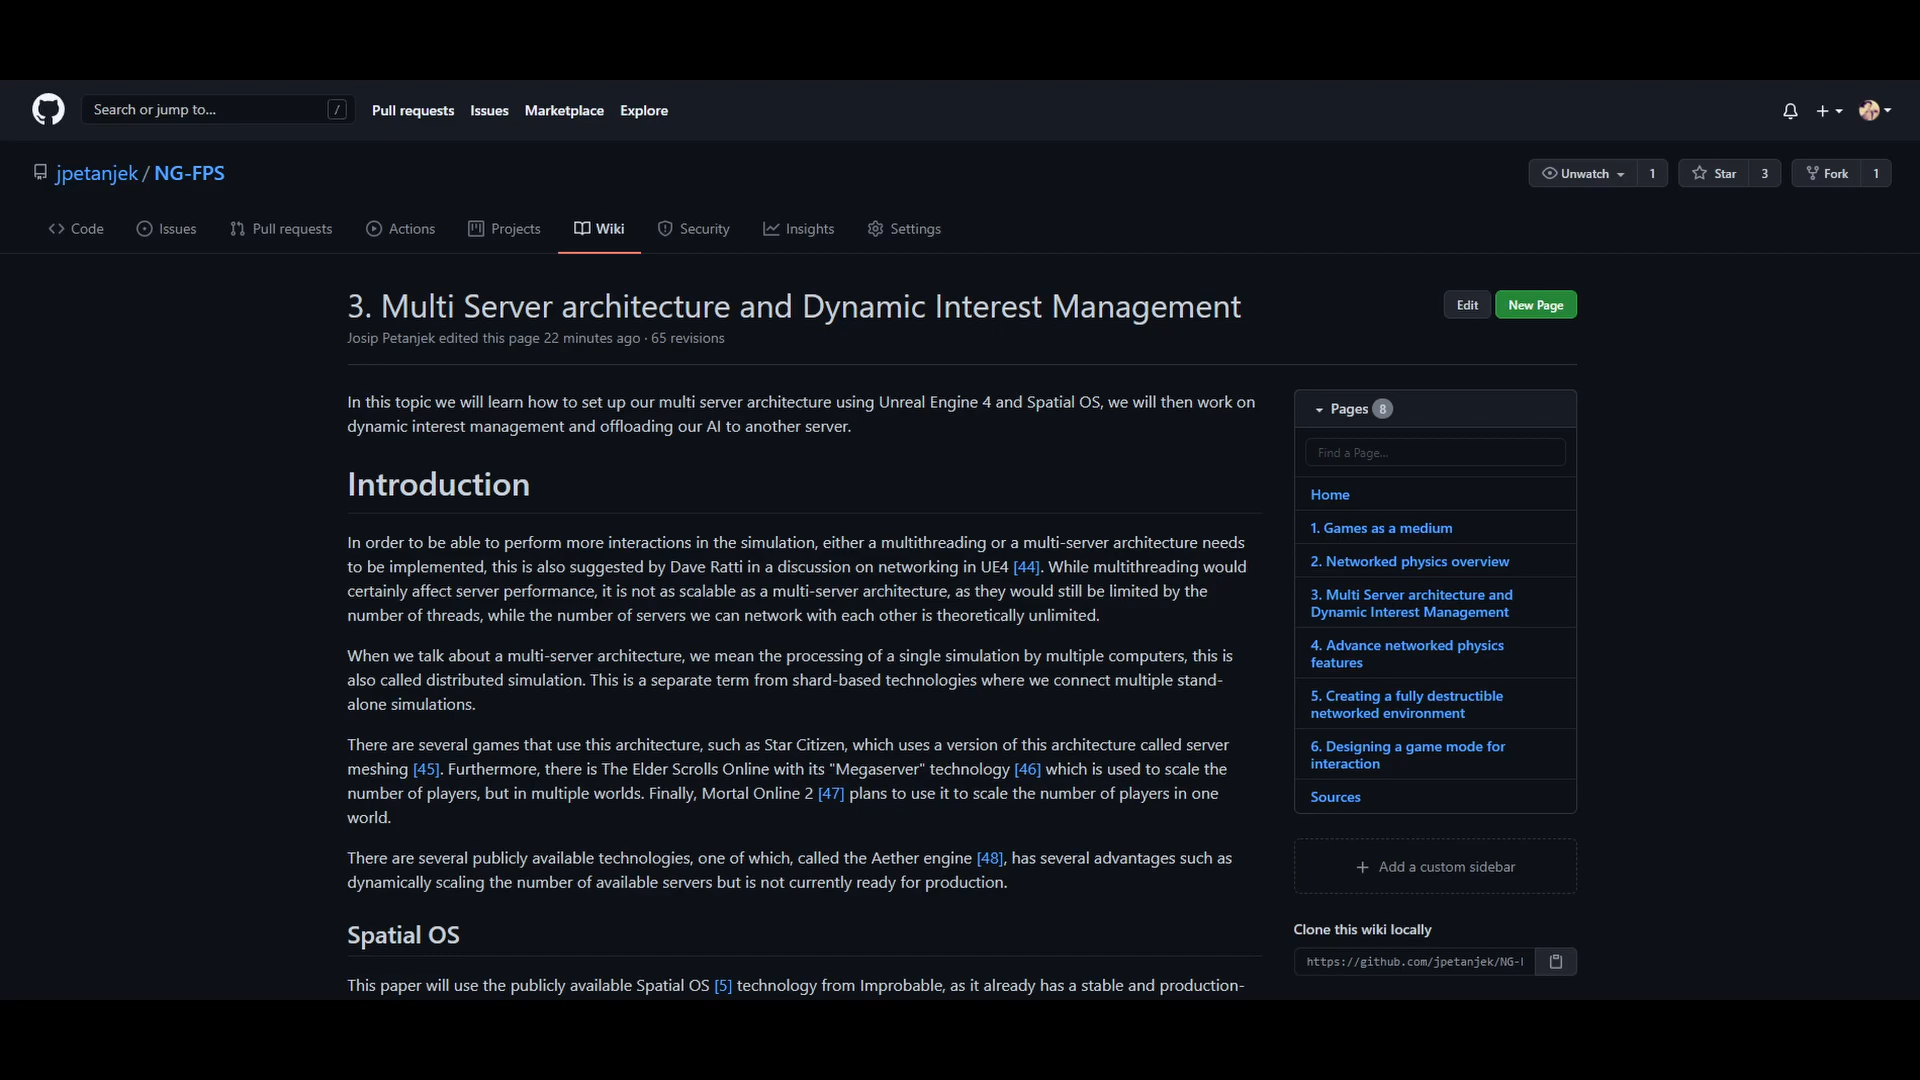 Search or jump to... /
Pull requests Issues Marketplace Explore
jpetanjek / NG-FPS
Unwatch 1 Star 3 Fork 1
Code Issues Pull requests Actions Projects Wiki Security Insights Settings
3. Multi Server architecture and Dynamic Interest Management
Edit New Page
Josip Petanjek edited this page 22 minutes ago · 65 revisions
In this topic we will learn how to set up our multi server architecture using Unreal Engine 4 and Spatial OS, we will then work on
dynamic interest management and offloading our AI to another server.
Introduction
In order to be able to perform more interactions in the simulation, either a multithreading or a multi-server architecture needs
to be implemented, this is also suggested by Dave Ratti in a discussion on networking in UE4 [44]. While multithreading would
certainly affect server performance, it is not as scalable as a multi-server architecture, as they would still be limited by the
number of threads, while the number of servers we can network with each other is theoretically unlimited.
When we talk about a multi-server architecture, we mean the processing of a single simulation by multiple computers, this is
also called distributed simulation. This is a separate term from shard-based technologies where we connect multiple stand-
alone simulations.
There are several games that use this architecture, such as Star Citizen, which uses a version of this architecture called server
meshing [45]. Furthermore, there is The Elder Scrolls Online with its "Megaserver" technology [46] which is used to scale the
number of players, but in multiple worlds. Finally, Mortal Online 2 [47] plans to use it to scale the number of players in one
world.
There are several publicly available technologies, one of which, called the Aether engine [48], has several advantages such as
dynamically scaling the number of available servers but is not currently ready for production.
Spatial OS
This paper will use the publicly available Spatial OS [5] technology from Improbable, as it already has a stable and production-
Pages 8
Find a Page...
Home
1. Games as a medium
2. Networked physics overview
3. Multi Server architecture and
Dynamic Interest Management
4. Advance networked physics
features
5. Creating a fully destructible
networked environment
6. Designing a game mode for
interaction
Sources
Add a custom sidebar
Clone this wiki locally
https://github.com/jpetanjek/NG-